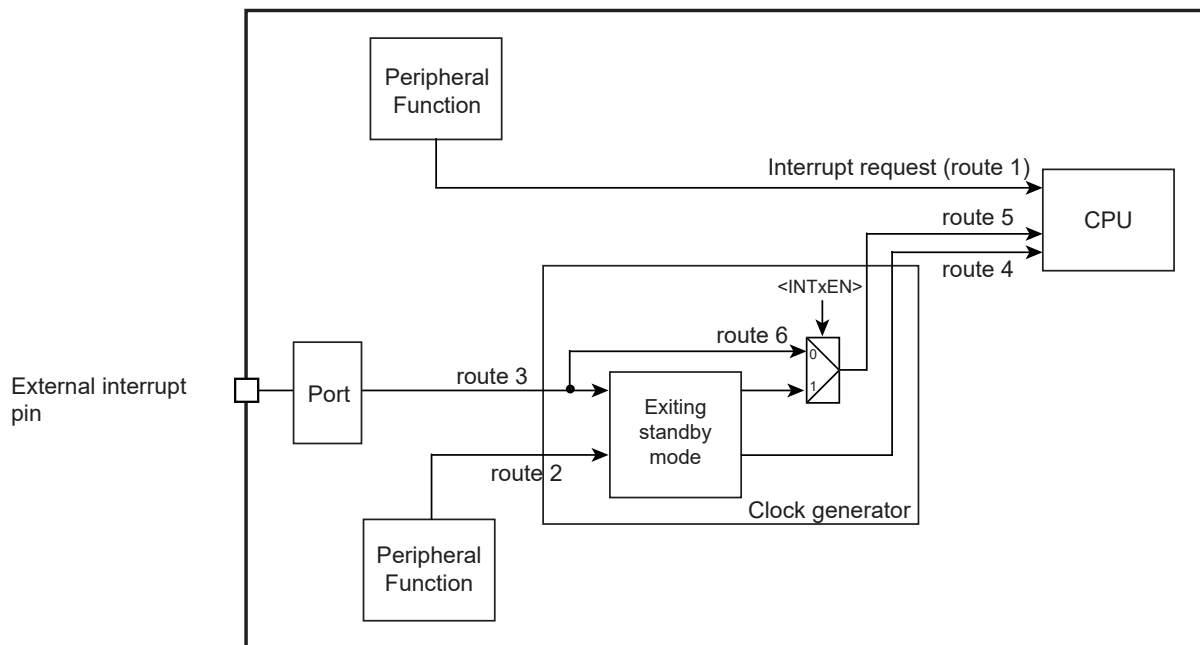 Peripheral
Function
Interrupt request (route 1)
CPU
route 5
route 4
<INTxEN>
route 6
0
External interrupt
pin
Port
route 3
1
Exiting
standby
mode
route 2
Clock generator
Peripheral
Function